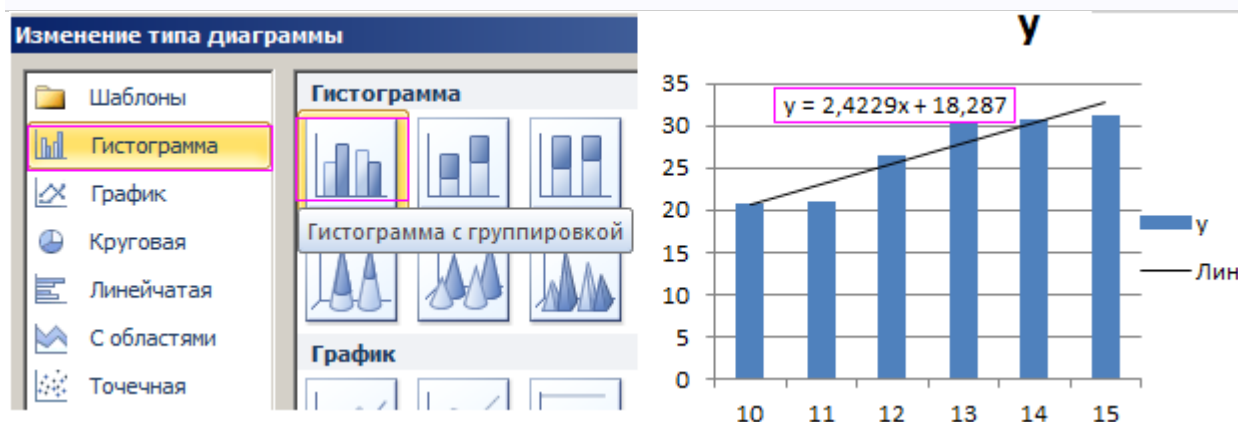 Изменение типа диаграммы
Шаблоны
Гистограмма
График
Круговая
Линейчатая
С областями
Точечная
Гистограмма
Гистограмма с группировкой
График
y
35
30
25
20
15
10
5
0
y = 2,4229x + 18,287
10 11 12 13 14 15
y
Лин